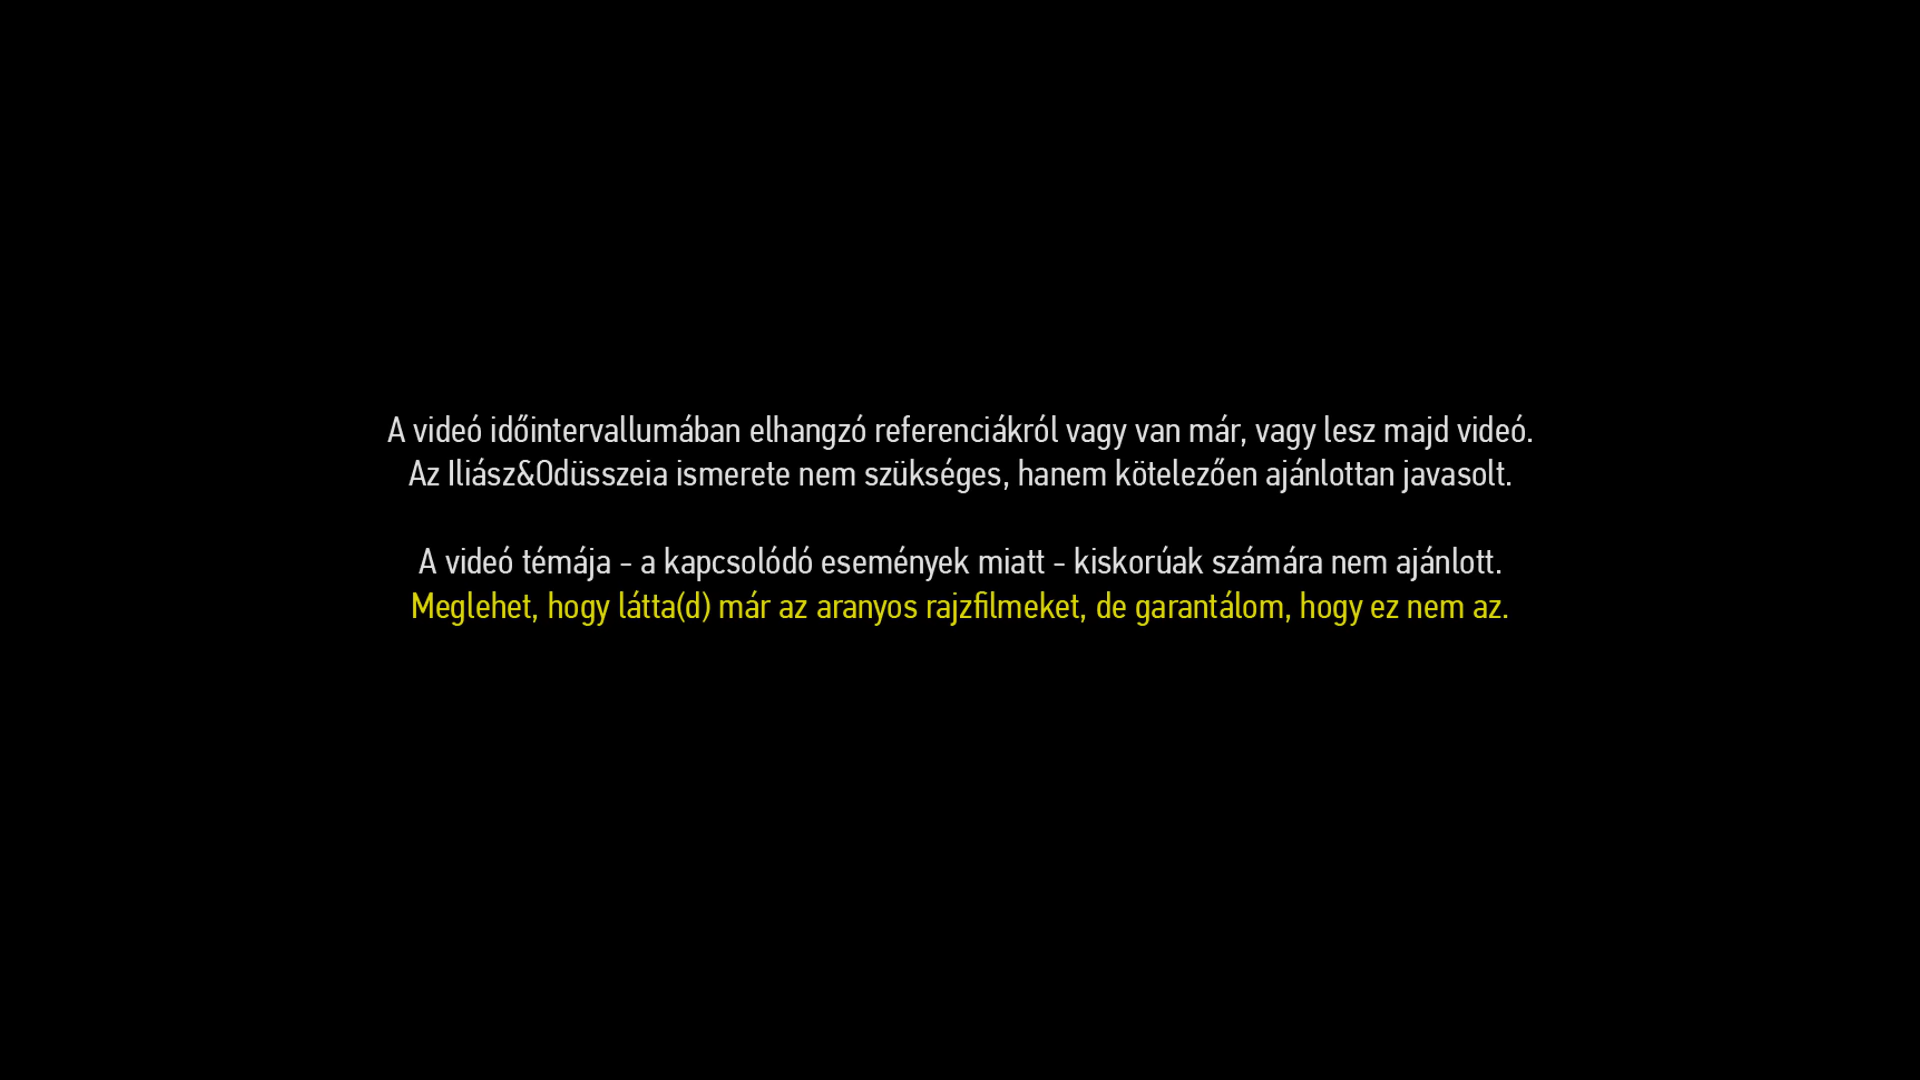 A videó időintervallumában elhangzó referenciákról vagy van már, vagy lesz majd videó.
Az Iliász&Odüsszeia ismerete nem szükséges, hanem kötelezően ajánlottan javasolt.
A videó témája - a kapcsolódó események miatt - kiskorúak számára nem ajánlott.
Meglehet, hogy látta(d) már az aranyos rajzfilmeket, de garantálom, hogy ez nem az.